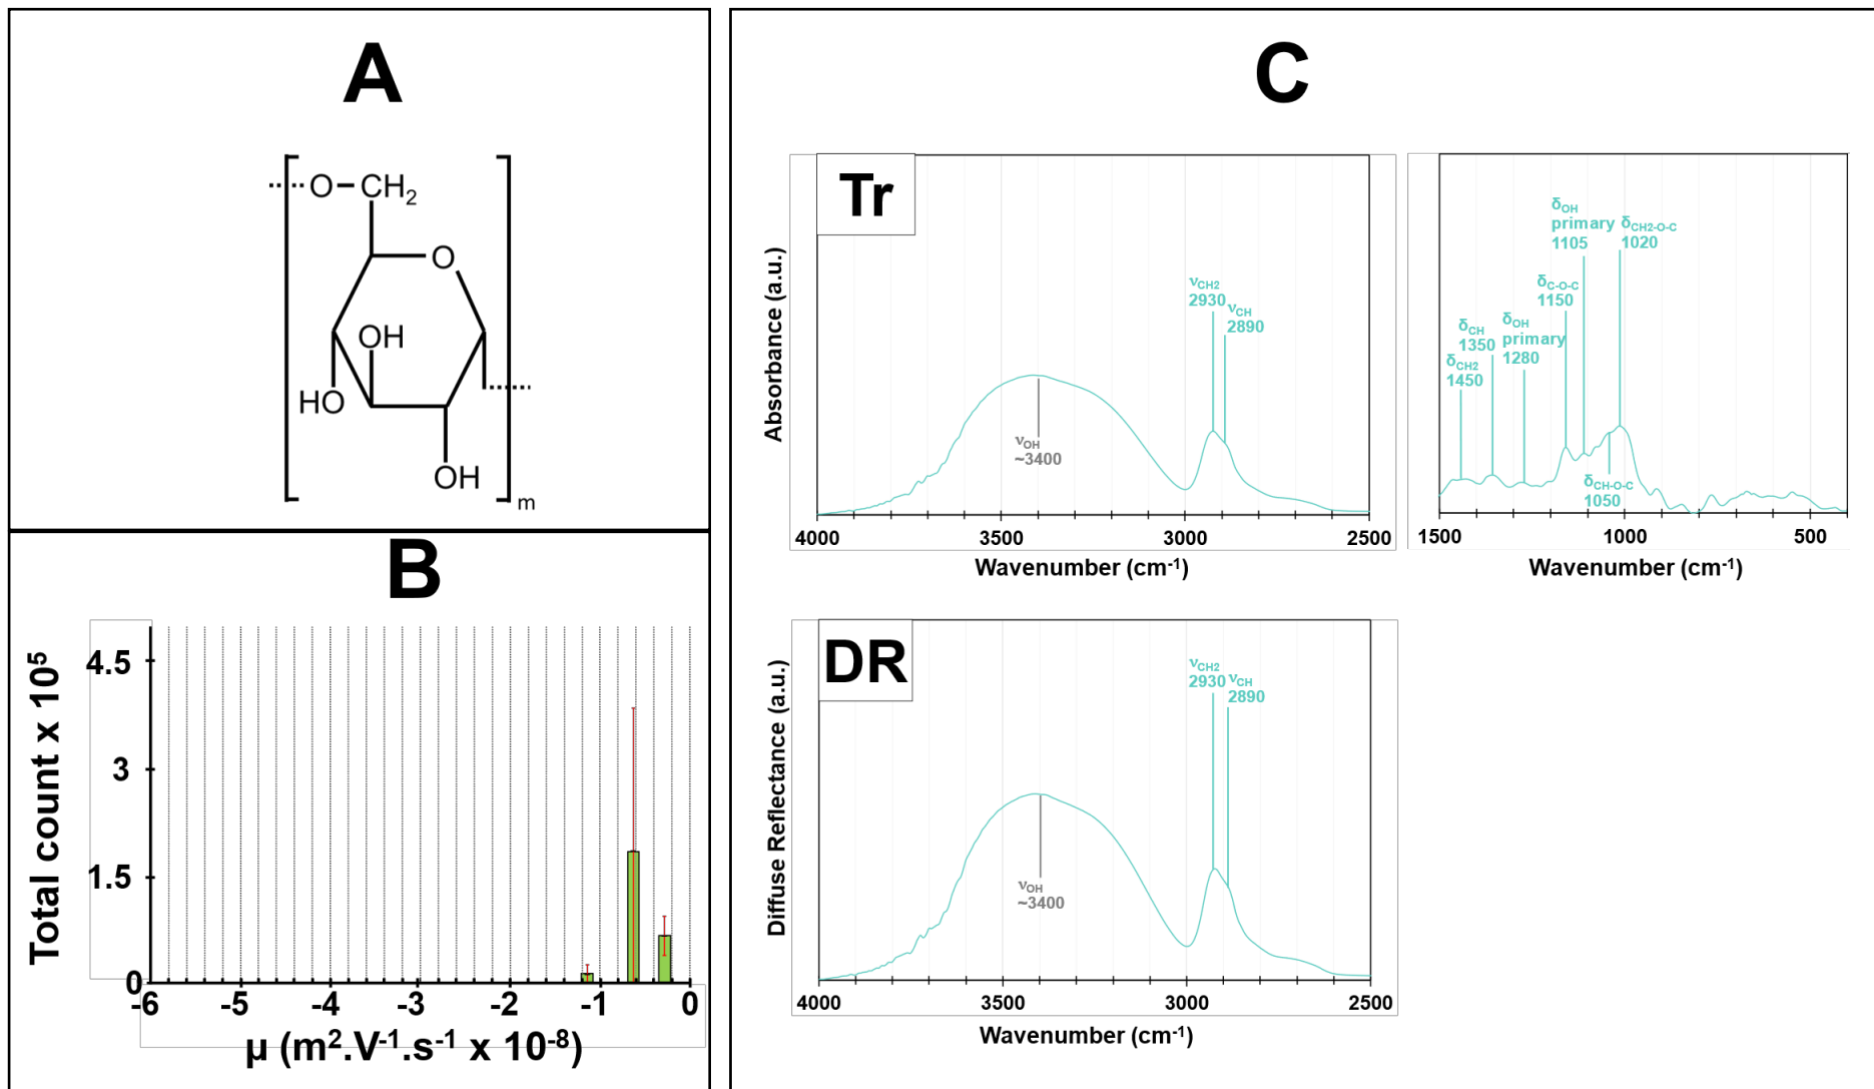 A
O
CH2
O
OH
HO
OH
m
B
Total count x 10⁵
4.5
3
1.5
0
-6 -5 -4 -3 -2 -1 0
µ (m².V⁻¹.s⁻¹ x 10⁻⁸)
C
Tr
Absorbance (a.u.)
νCH2
2930
νCH
2890
νOH
~3400
4000 3500 3000 2500
Wavenumber (cm⁻¹)
δOH
primary
1105
δCH2-O-C
1020
δC-O-C
1150
δOH
primary
1280
δCH
1350
δCH2
1450
δCH-O-C
1050
1500 1000 500
Wavenumber (cm⁻¹)
DR
Diffuse Reflectance (a.u.)
νCH2
2930
νCH
2890
νOH
~3400
4000 3500 3000 2500
Wavenumber (cm⁻¹)